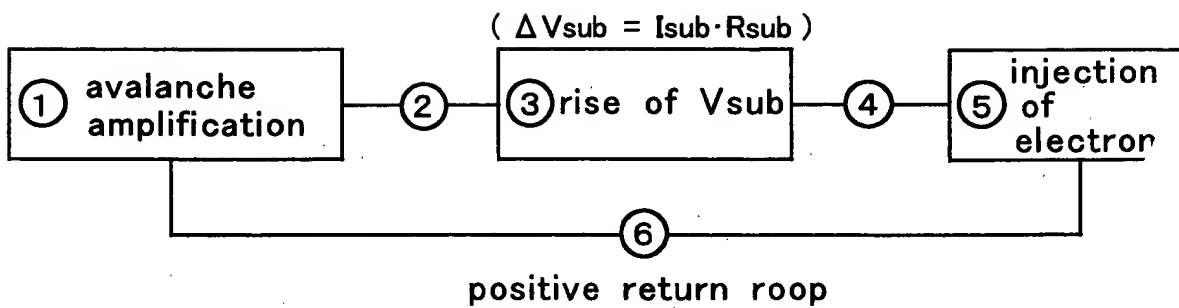 ( ΔVsub = Isub·Rsub )
① avalanche
amplification
②
③ rise of Vsub
④
⑤ injection
of
electron
⑥
positive return roop